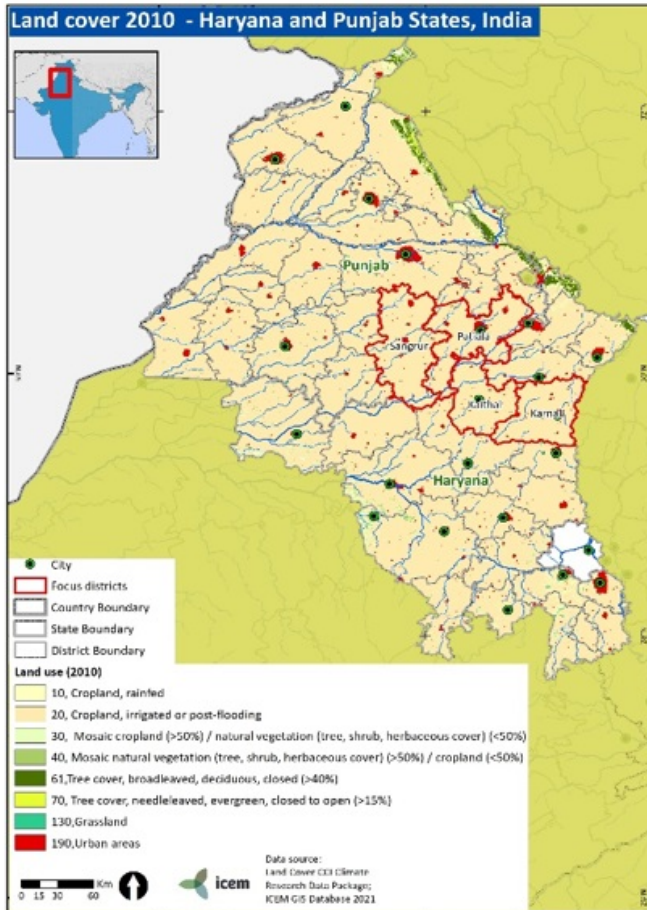 Land cover 2010 - Haryana and Punjab States, India
Punjab
Sangrur
Patiala
Kaithal
Karnal
Haryana
City
Focus districts
Country Boundary
State Boundary
District Boundary
Land use (2010)
10, Cropland, rainfed
20, Cropland, irrigated or post-flooding
30, Mosaic cropland (>50%) / natural vegetation (tree, shrub, herbaceous cover) (<50%)
40, Mosaic natural vegetation (tree, shrub, herbaceous cover) (>50%) / cropland (<50%)
61,Tree cover, broadleaved, deciduous, closed (>40%)
70, Tree cover, needleleaved, evergreen, closed to open (>15%)
130,Grassland
190,Urban areas
Km
0 15 30 60
icem
Data source:
Land Cover CCI Climate
Research Data Package;
ICEM GIS Database 2021